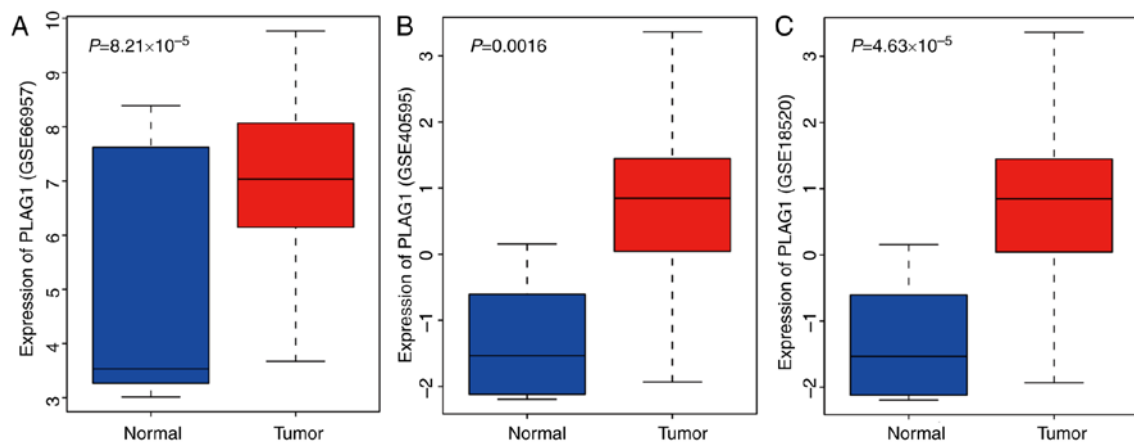 A
P=8.21×10⁻⁵
Expression of PLAG1 (GSE66957)
10
9
8
7
6
5
4
3
Normal
Tumor
B
P=0.0016
Expression of PLAG1 (GSE40595)
3
2
1
0
−1
−2
Normal
Tumor
C
P=4.63×10⁻⁵
Expression of PLAG1 (GSE18520)
3
2
1
0
−1
−2
Normal
Tumor